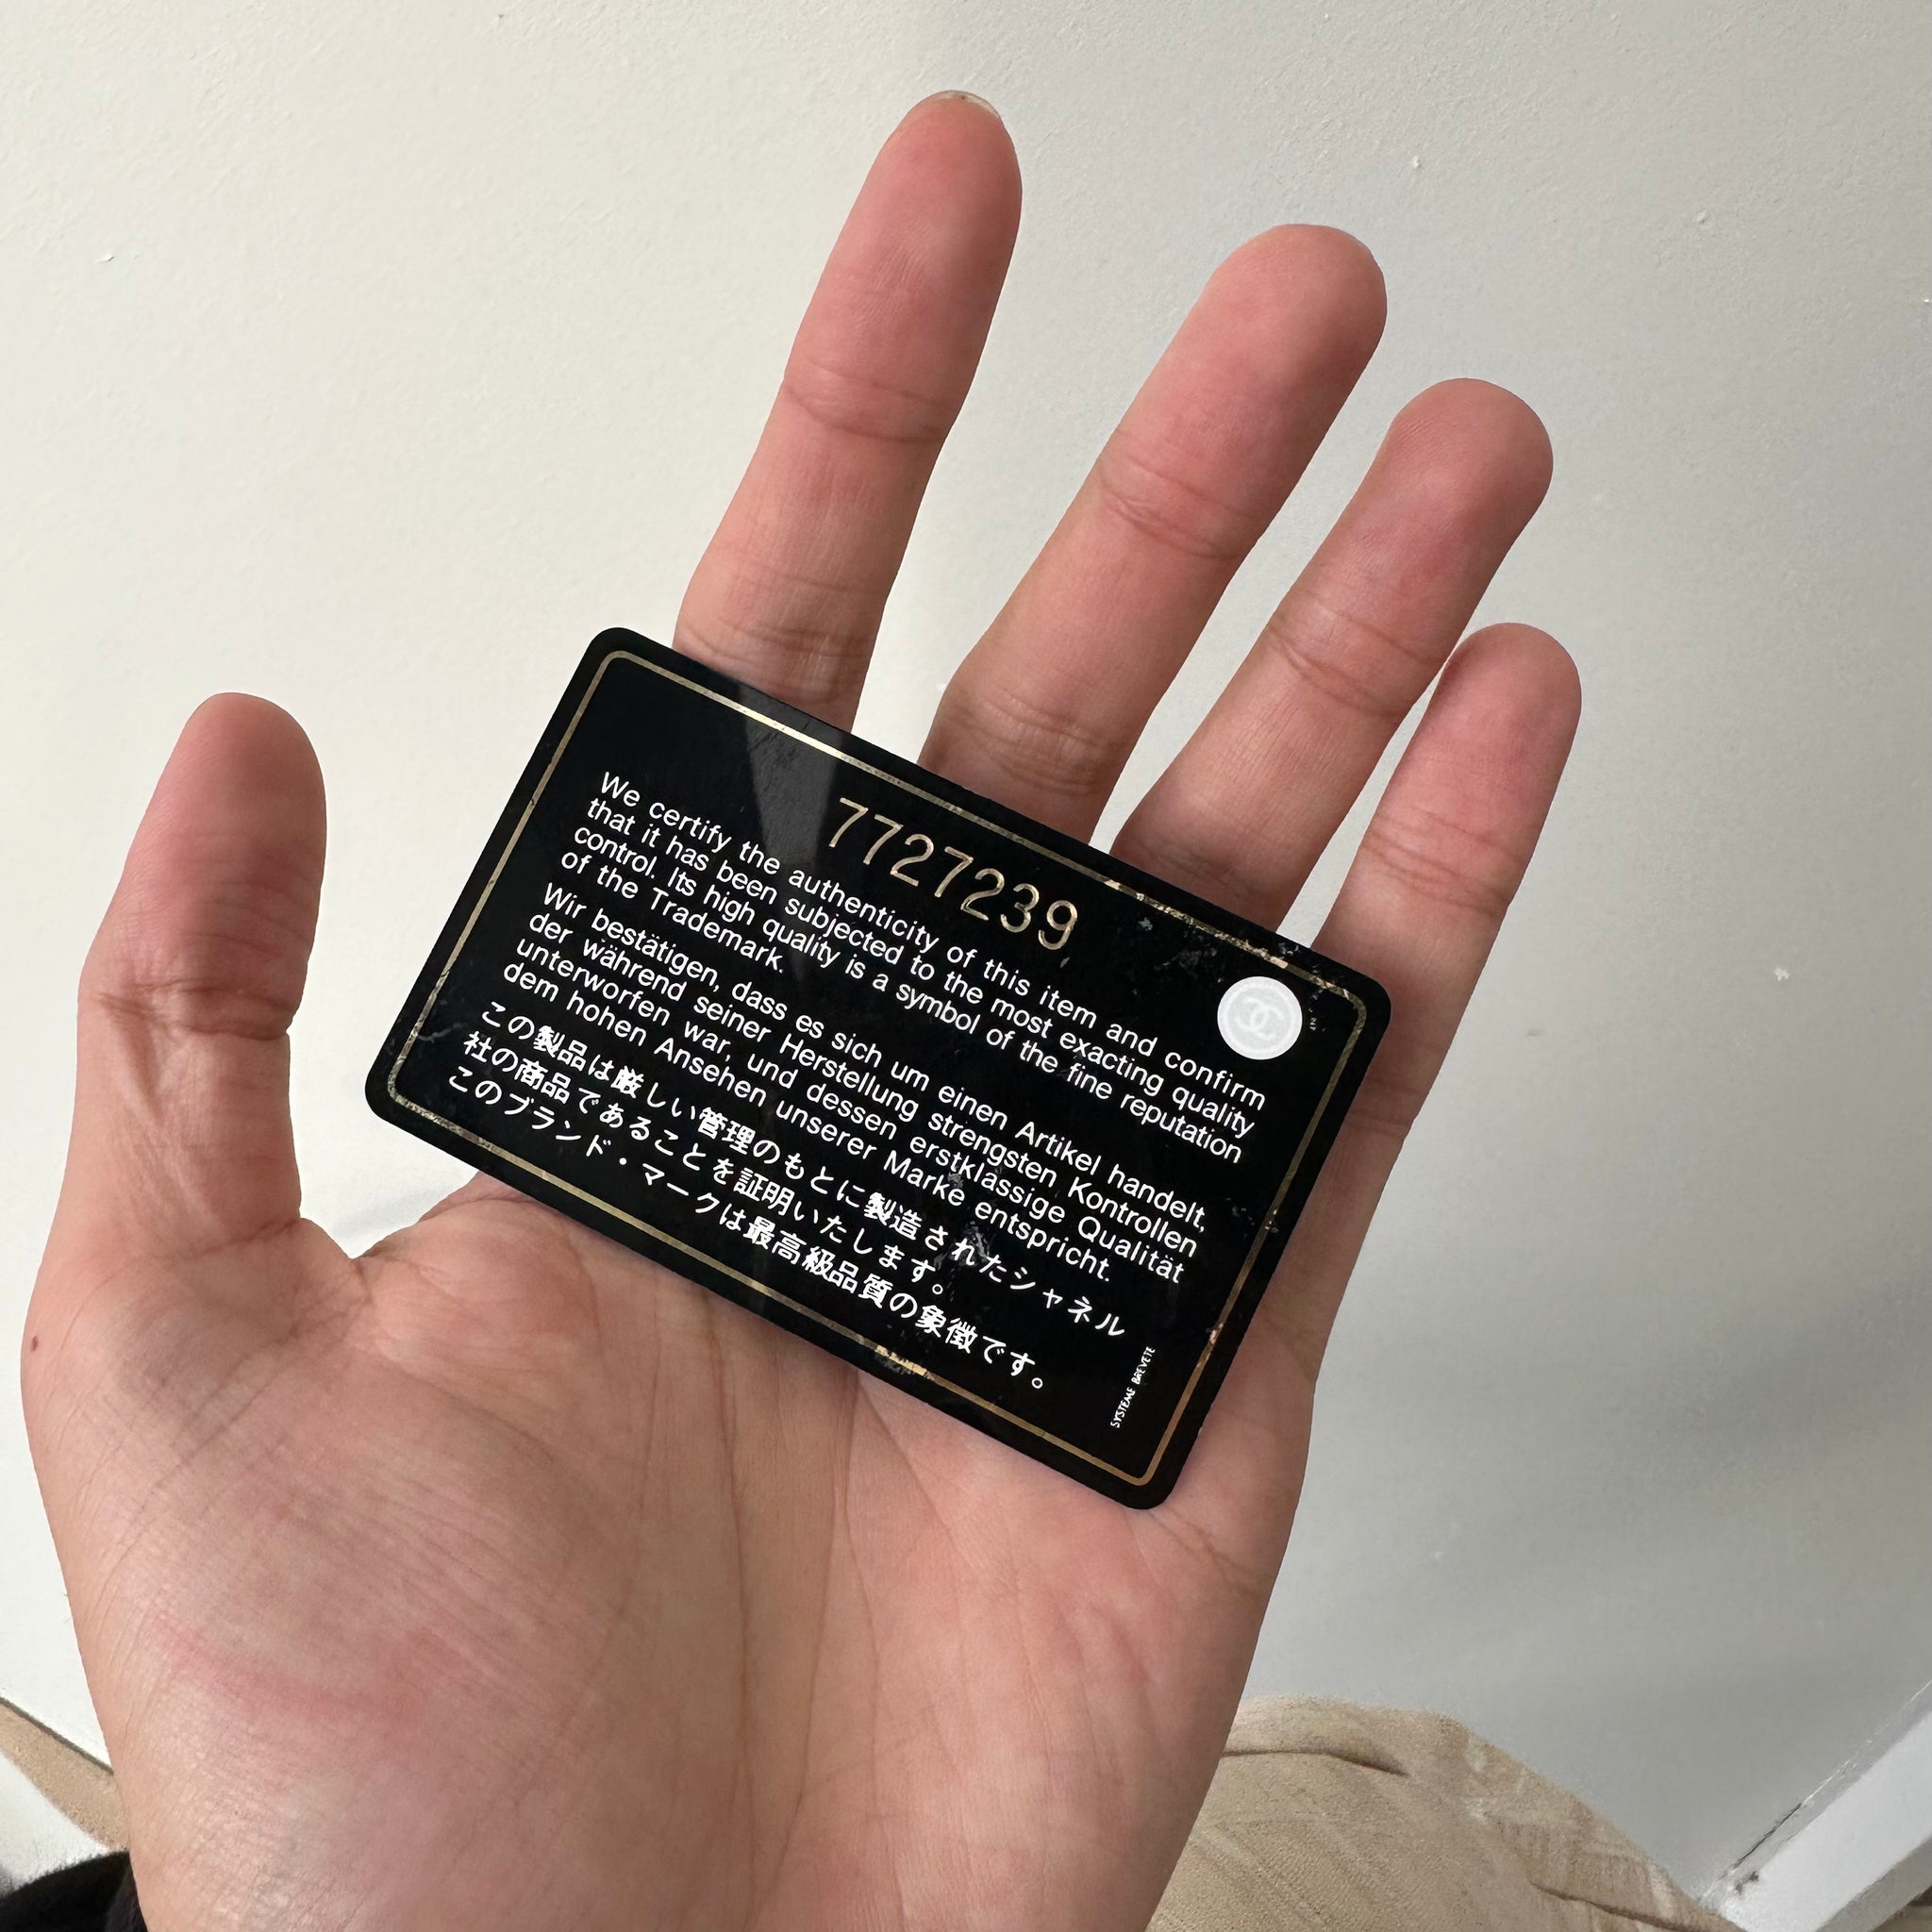 7727239
We certify the authenticity of this item and confirm
that it has been subjected to the most exacting quality
control. Its high quality is a symbol of the fine reputation
of the Trademark.
Wir bestätigen, dass es sich um einen Artikel handelt,
der während seiner Herstellung strengsten Kontrollen
unterworfen war, und dessen erstklassige Qualität
dem hohen Ansehen unserer Marke entspricht.
この製品は厳しい管理のもとに製造されたシャネル
社の商品であることを証明いたします。
このブランド・マークは最高級品質の象徴です。
SYSTEME BREVETE